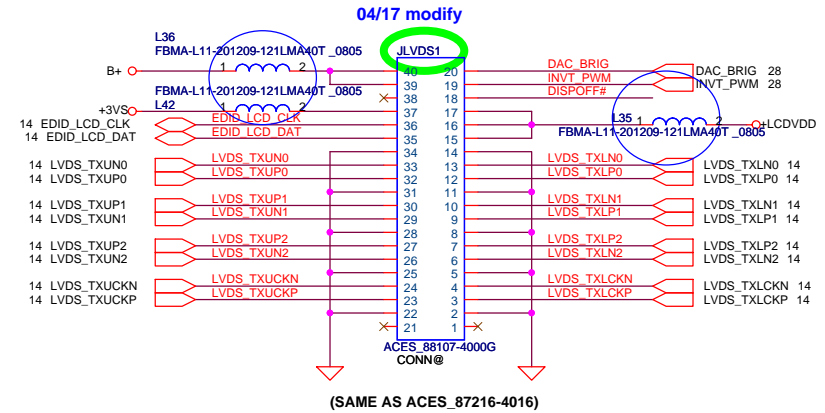 04/17 modify
L36
FBMA-L11-201209-121LMA40T _0805
JLVDS1
B+ 1 2 40 20 DAC_BRIG DAC_BRIG 28
FBMA-L11-201209-121LMA40T _0805
39 19 INVT_PWM INVT_PWM 28
38 18 DISPOFF#
+3VS L42 1 2 37 17 L35 1 2 +LCDVDD
14 EDID_LCD_CLK EDID_LCD_CLK 36 16
FBMA-L11-201209-121LMA40T _0805
14 EDID_LCD_DAT EDID_LCD_DAT 35 15
34 14
14 LVDS_TXUN0 LVDS_TXUN0 33 13 LVDS_TXLN0 LVDS_TXLN0 14
14 LVDS_TXUP0 LVDS_TXUP0 32 12 LVDS_TXLP0 LVDS_TXLP0 14
31 11
14 LVDS_TXUP1 LVDS_TXUP1 30 10 LVDS_TXLN1 LVDS_TXLN1 14
14 LVDS_TXUN1 LVDS_TXUN1 29 9 LVDS_TXLP1 LVDS_TXLP1 14
28 8
14 LVDS_TXUP2 LVDS_TXUP2 27 7 LVDS_TXLP2 LVDS_TXLP2 14
14 LVDS_TXUN2 LVDS_TXUN2 26 6 LVDS_TXLN2 LVDS_TXLN2 14
25 5
14 LVDS_TXUCKN LVDS_TXUCKN 24 4 LVDS_TXLCKN LVDS_TXLCKN 14
14 LVDS_TXUCKP LVDS_TXUCKP 23 3 LVDS_TXLCKP LVDS_TXLCKP 14
22 2
21 1
ACES_88107-4000G
CONN@
(SAME AS ACES_87216-4016)